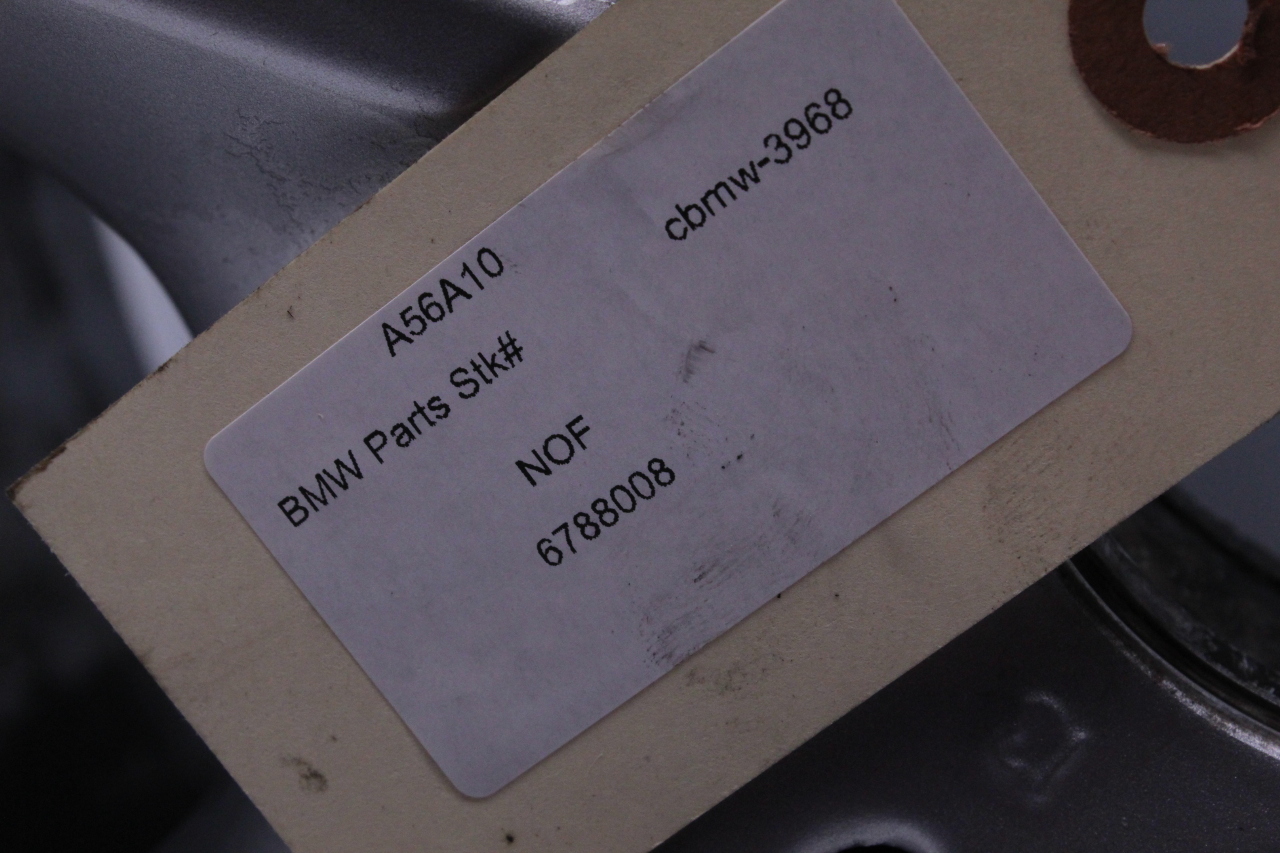 A56A10
cbmw-3968
BMW Parts Stk#
NOF
6788008